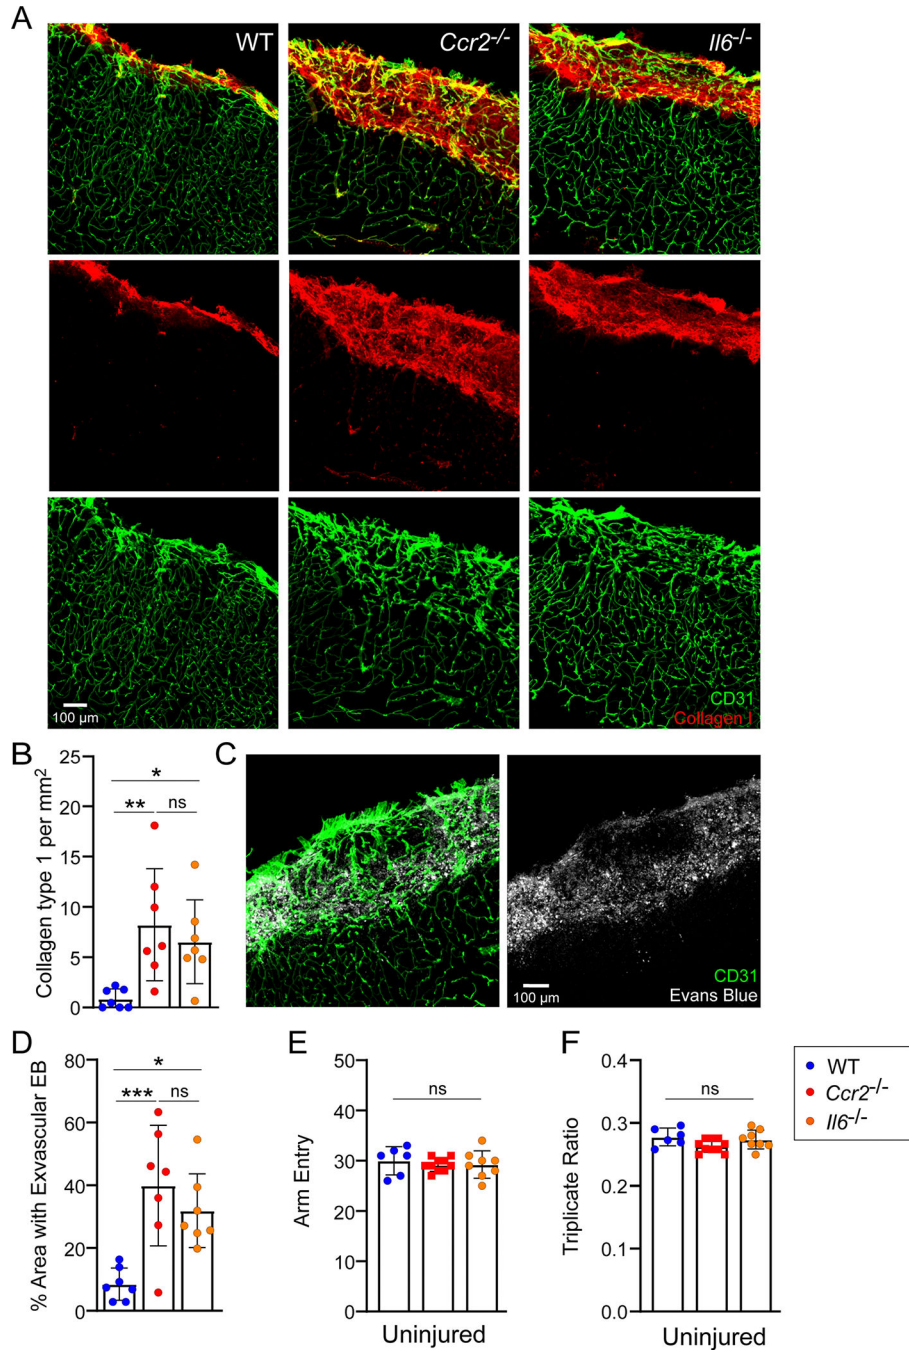 A
WT
Ccr2-/-
Il6-/-
100 µm
CD31
Collagen I
B
Collagen type 1 per mm2
25
20
15
10
5
0
*
**
ns
C
100 µm
CD31
Evans Blue
D
% Area with Exvascular EB
80
60
40
20
0
*
***
ns
E
Arm Entry
50
40
30
20
10
0
ns
Uninjured
F
Triplicate Ratio
0.4
0.3
0.2
0.1
0.0
ns
Uninjured
WT
Ccr2-/-
Il6-/-